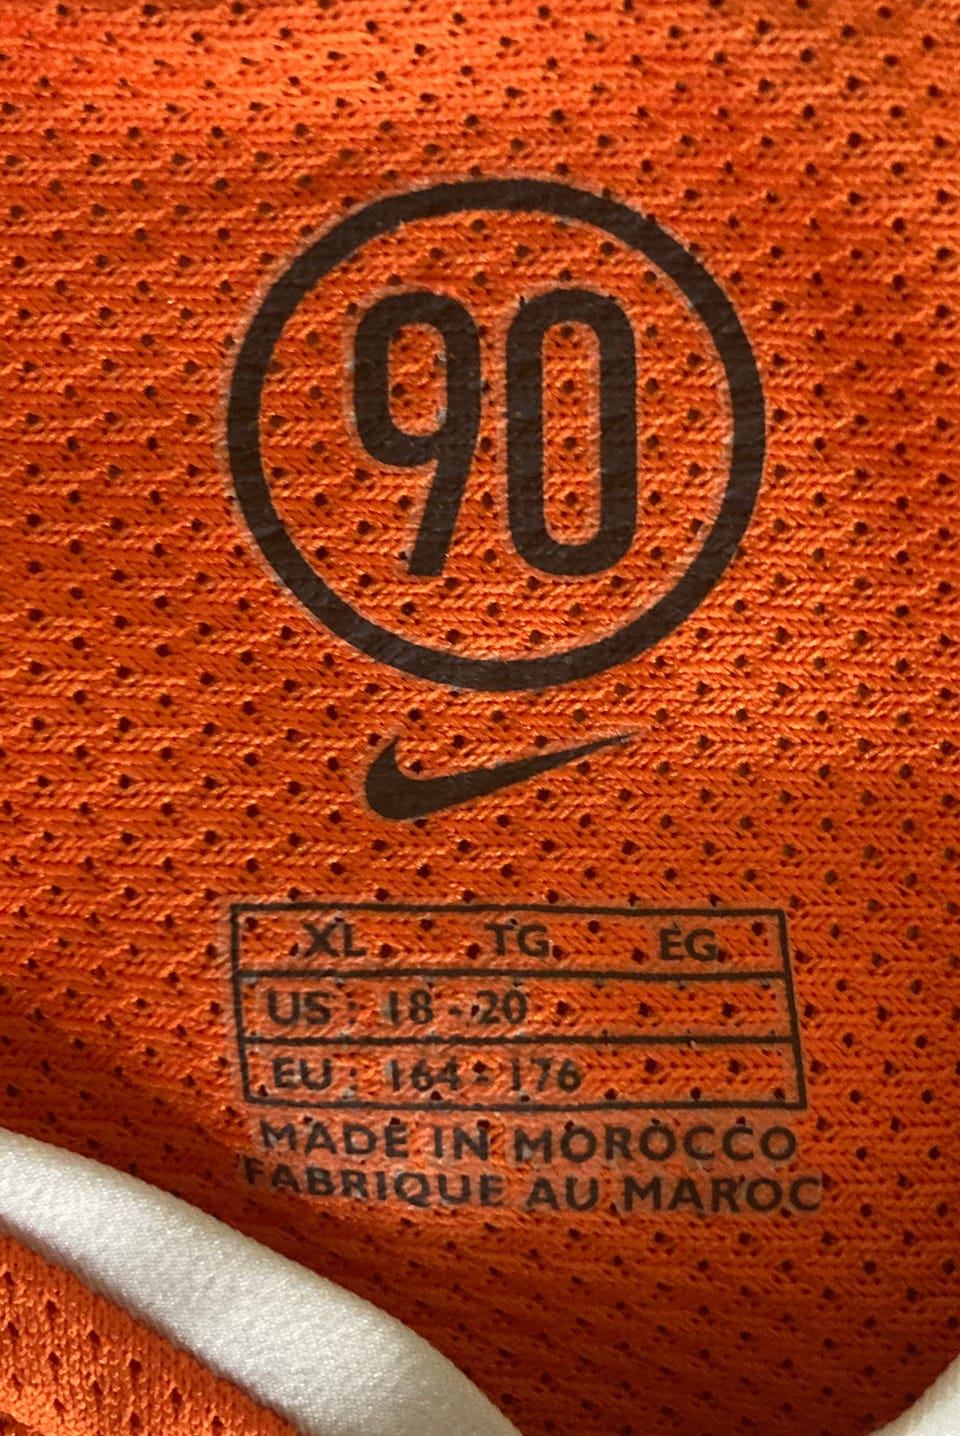 90
XL TG EG
US : 18 - 20
EU : 164 - 176
MADE IN MOROCCO
FABRIQUE AU MAROC